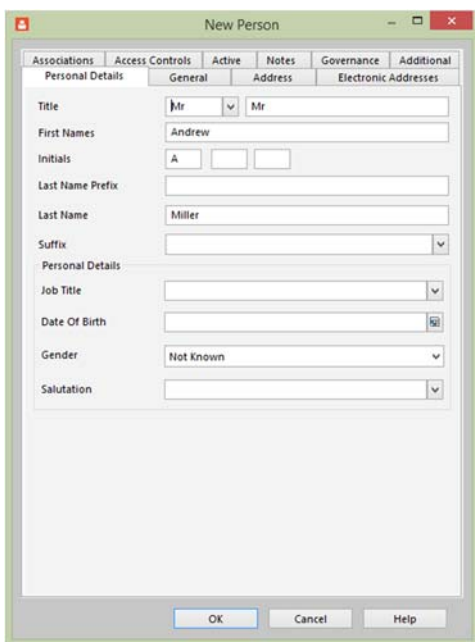 New Person
Associations Access Controls Active Notes Governance Additional
Personal Details General Address Electronic Addresses
Title Mr Mr
First Names Andrew
Initials A
Last Name Prefix
Last Name Miller
Suffix
Personal Details
Job Title
Date Of Birth
Gender Not Known
Salutation
OK Cancel Help